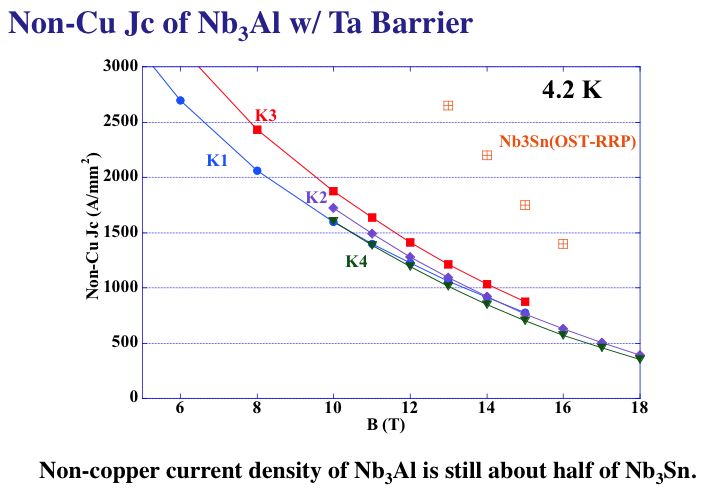 Non-Cu Jc of Nb₃Al w/ Ta Barrier
3000
2500
2000
1500
1000
500
0
Non-Cu Jc (A/mm²)
4.2 K
K3
Nb3Sn(OST-RRP)
K1
K2
K4
6 8 10 12 14 16 18
B (T)
Non-copper current density of Nb₃Al is still about half of Nb₃Sn.